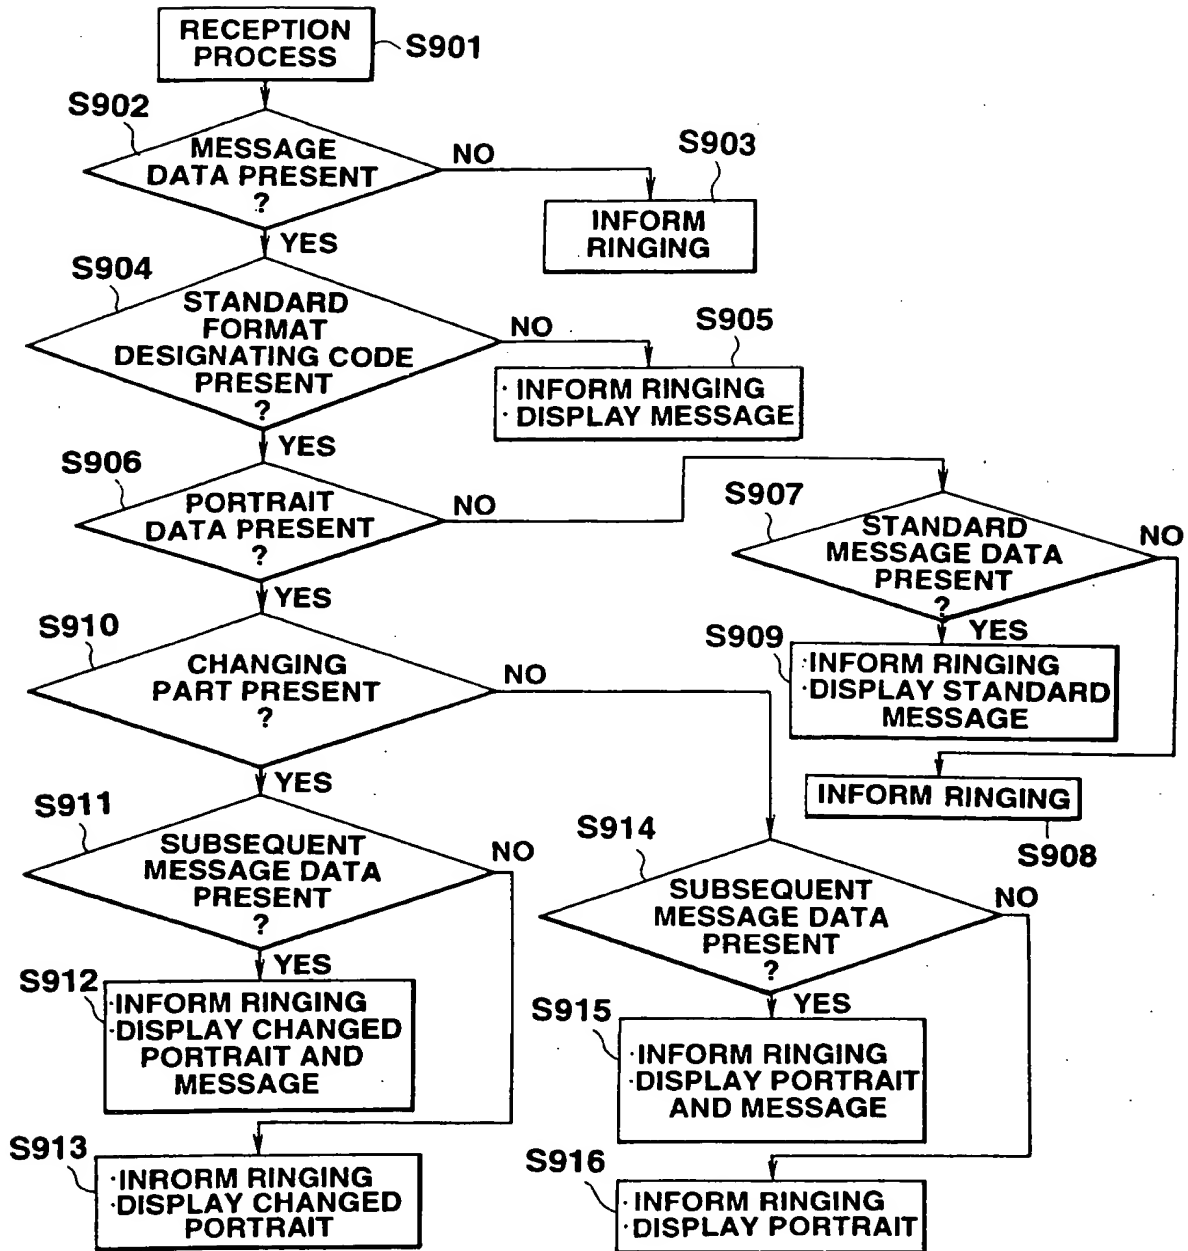 RECEPTION
PROCESS
S901
S902
MESSAGE
DATA PRESENT
?
NO
S903
INFORM
RINGING
YES
S904
STANDARD
FORMAT
DESIGNATING CODE
PRESENT
?
NO
S905
· INFORM RINGING
· DISPLAY MESSAGE
YES
S906
PORTRAIT
DATA PRESENT
?
NO
S907
STANDARD
MESSAGE DATA
PRESENT
?
NO
YES
S909
·INFORM RINGING
·DISPLAY STANDARD
MESSAGE
INFORM RINGING
S908
YES
S910
CHANGING
PART PRESENT
?
NO
YES
S911
SUBSEQUENT
MESSAGE DATA
PRESENT
?
NO
YES
S912
·INFORM RINGING
·DISPLAY CHANGED
PORTRAIT AND
MESSAGE
S913
·INRORM RINGING
·DISPLAY CHANGED
PORTRAIT
S914
SUBSEQUENT
MESSAGE DATA
PRESENT
?
NO
YES
S915
·INFORM RINGING
·DISPLAY PORTRAIT
AND MESSAGE
S916
·INFORM RINGING
·DISPLAY PORTRAIT